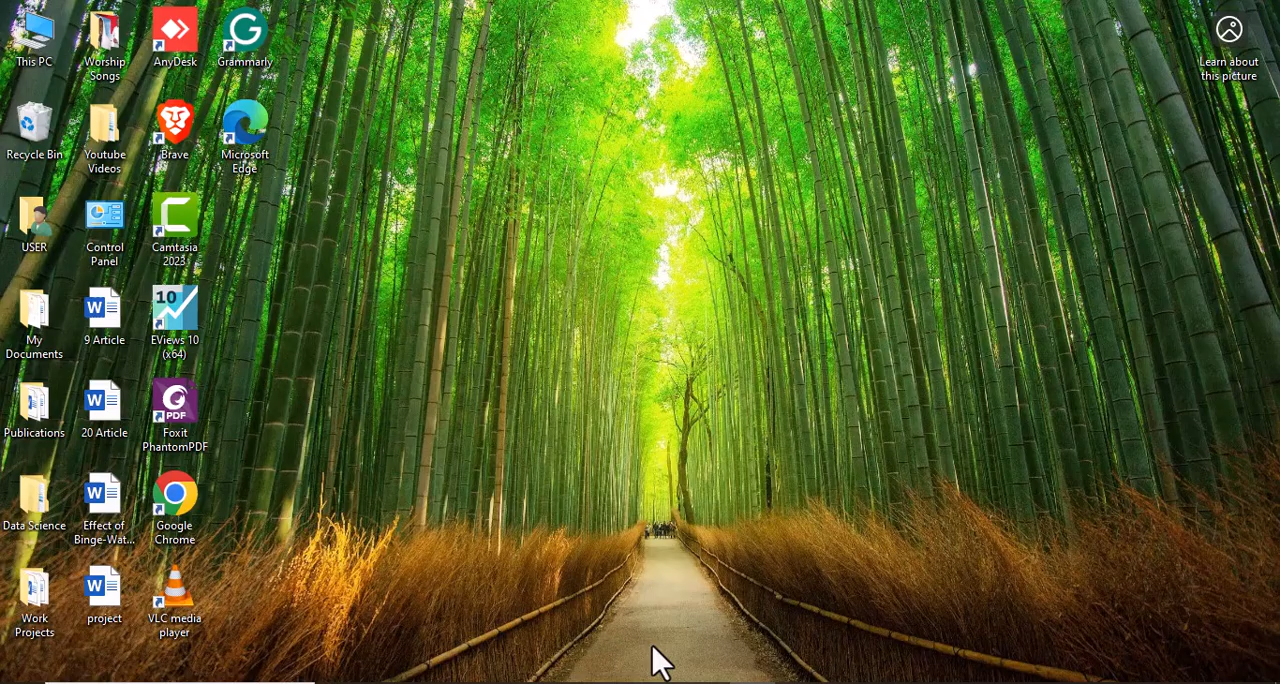 This PC
Worship
Songs
AnyDesk
Grammarly
Learn about
this picture
Recycle Bin
Youtube
Videos
Brave
Microsoft
Edge
USER
Control
Panel
Camtasia
2023
My
Documents
9 Article
10
EViews 10
(x64)
Publications
20 Article
PDF
Foxit
PhantomPDF
Data Science
Effect of
Binge-Wat...
Google
Chrome
Work
Projects
project
VLC media
player